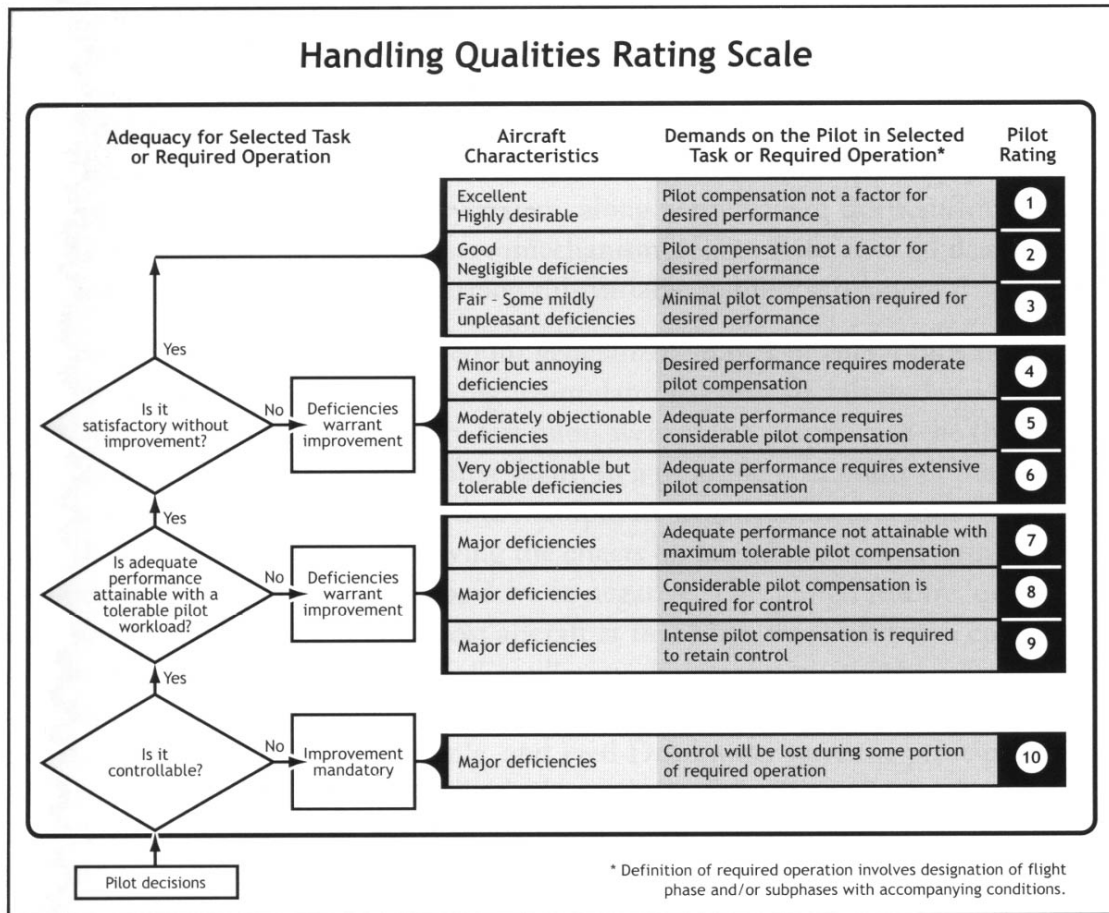 Handling Qualities Rating Scale
Adequacy for Selected Task
or Required Operation
Aircraft
Characteristics
Demands on the Pilot in Selected
Task or Required Operation*
Pilot
Rating
Excellent
Highly desirable
Pilot compensation not a factor for
desired performance
1
Good
Negligible deficiencies
Pilot compensation not a factor for
desired performance
2
Fair – Some mildly
unpleasant deficiencies
Minimal pilot compensation required for
desired performance
3
Yes
Is it
satisfactory without
improvement?
No
Deficiencies
warrant
improvement
Minor but annoying
deficiencies
Desired performance requires moderate
pilot compensation
4
Moderately objectionable
deficiencies
Adequate performance requires
considerable pilot compensation
5
Very objectionable but
tolerable deficiencies
Adequate performance requires extensive
pilot compensation
6
Yes
Is adequate
performance
attainable with a
tolerable pilot
workload?
No
Deficiencies
warrant
improvement
Major deficiencies
Adequate performance not attainable with
maximum tolerable pilot compensation
7
Major deficiencies
Considerable pilot compensation is
required for control
8
Major deficiencies
Intense pilot compensation is required
to retain control
9
Yes
Is it
controllable?
No
Improvement
mandatory
Major deficiencies
Control will be lost during some portion
of required operation
10
Pilot decisions
* Definition of required operation involves designation of flight
phase and/or subphases with accompanying conditions.